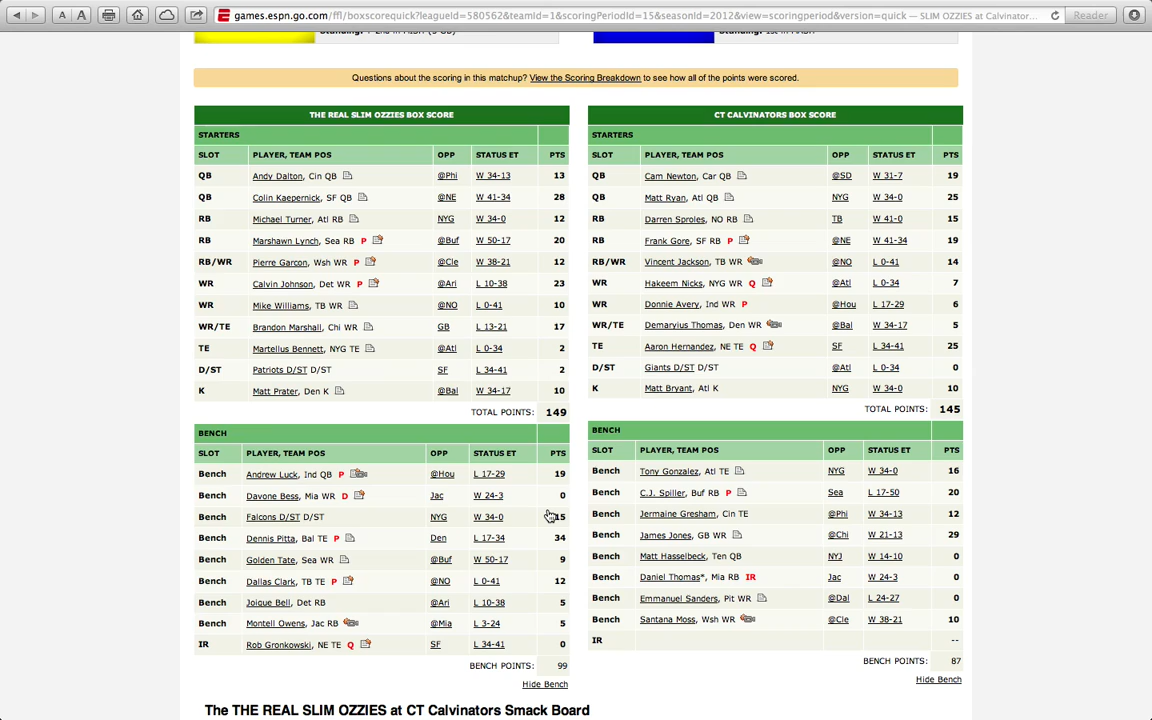 games.espn.go.com/ffl/boxscorequick?leagueId=580562&teamId=1&scoringPeriodId=15&seasonId=2012&view=scoringperiod&version=quick — SLIM OZZIES at Calvinator...
Reader
A A
Questions about the scoring in this matchup? View the Scoring Breakdown to see how all of the points were scored.
THE REAL SLIM OZZIES BOX SCORE
STARTERS
SLOT PLAYER, TEAM POS OPP STATUS ET PTS
QB Andy Dalton, Cin QB @Phi W 34-13 13
QB Colin Kaepernick, SF QB @NE W 41-34 28
RB Michael Turner, Atl RB NYG W 34-0 12
RB Marshawn Lynch, Sea RB P @Buf W 50-17 20
RB/WR Pierre Garcon, Wsh WR P @Cle W 38-21 12
WR Calvin Johnson, Det WR P @Ari L 10-38 23
WR Mike Williams, TB WR @NO L 0-41 10
WR/TE Brandon Marshall, Chi WR GB L 13-21 17
TE Martellus Bennett, NYG TE @Atl L 0-34 2
D/ST Patriots D/ST D/ST SF L 34-41 2
K Matt Prater, Den K @Bal W 34-17 10
TOTAL POINTS: 149
BENCH
SLOT PLAYER, TEAM POS OPP STATUS ET PTS
Bench Andrew Luck, Ind QB P @Hou L 17-29 19
Bench Davone Bess, Mia WR D Jac W 24-3 0
Bench Falcons D/ST D/ST NYG W 34-0 15
Bench Dennis Pitta, Bal TE P Den L 17-34 34
Bench Golden Tate, Sea WR @Buf W 50-17 9
Bench Dallas Clark, TB TE P @NO L 0-41 12
Bench Joique Bell, Det RB @Ari L 10-38 5
Bench Montell Owens, Jac RB @Mia L 3-24 5
IR Rob Gronkowski, NE TE Q SF L 34-41 0
BENCH POINTS: 99
Hide Bench
CT CALVINATORS BOX SCORE
STARTERS
SLOT PLAYER, TEAM POS OPP STATUS ET PTS
QB Cam Newton, Car QB @SD W 31-7 19
QB Matt Ryan, Atl QB NYG W 34-0 25
RB Darren Sproles, NO RB TB W 41-0 15
RB Frank Gore, SF RB P @NE W 41-34 19
RB/WR Vincent Jackson, TB WR @NO L 0-41 14
WR Hakeem Nicks, NYG WR Q @Atl L 0-34 7
WR Donnie Avery, Ind WR P @Hou L 17-29 6
WR/TE Demaryius Thomas, Den WR @Bal W 34-17 5
TE Aaron Hernandez, NE TE Q SF L 34-41 25
D/ST Giants D/ST D/ST @Atl L 0-34 0
K Matt Bryant, Atl K NYG W 34-0 10
TOTAL POINTS: 145
BENCH
SLOT PLAYER, TEAM POS OPP STATUS ET PTS
Bench Tony Gonzalez, Atl TE NYG W 34-0 16
Bench C.J. Spiller, Buf RB P Sea L 17-50 20
Bench Jermaine Gresham, Cin TE @Phi W 34-13 12
Bench James Jones, GB WR @Chi W 21-13 29
Bench Matt Hasselbeck, Ten QB NYJ W 14-10 0
Bench Daniel Thomas*, Mia RB IR Jac W 24-3 0
Bench Emmanuel Sanders, Pit WR @Dal L 24-27 0
Bench Santana Moss, Wsh WR @Cle W 38-21 10
IR --
BENCH POINTS: 87
Hide Bench
The THE REAL SLIM OZZIES at CT Calvinators Smack Board